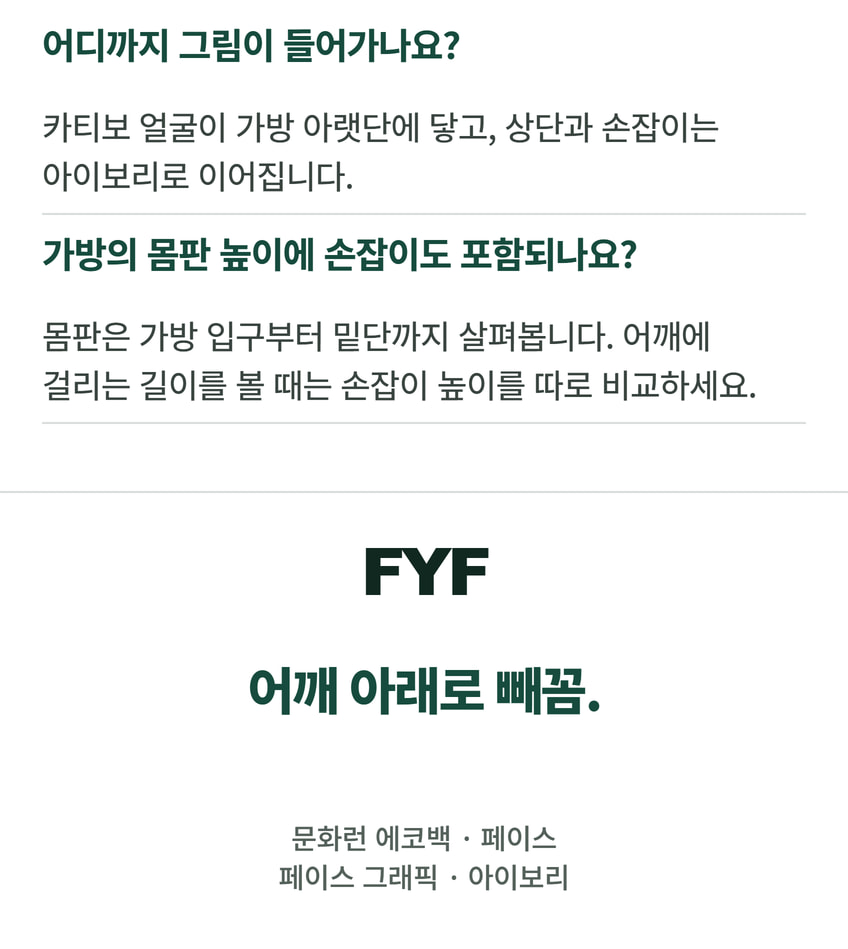 어디까지 그림이 들어가나요?
카티보 얼굴이 가방 아랫단에 닿고, 상단과 손잡이는
아이보리로 이어집니다.
가방의 몸판 높이에 손잡이도 포함되나요?
몸판은 가방 입구부터 밑단까지 살펴봅니다. 어깨에
걸리는 길이를 볼 때는 손잡이 높이를 따로 비교하세요.
FYF
어깨 아래로 빼꼼.
문화런 에코백 · 페이스
페이스 그래픽 · 아이보리